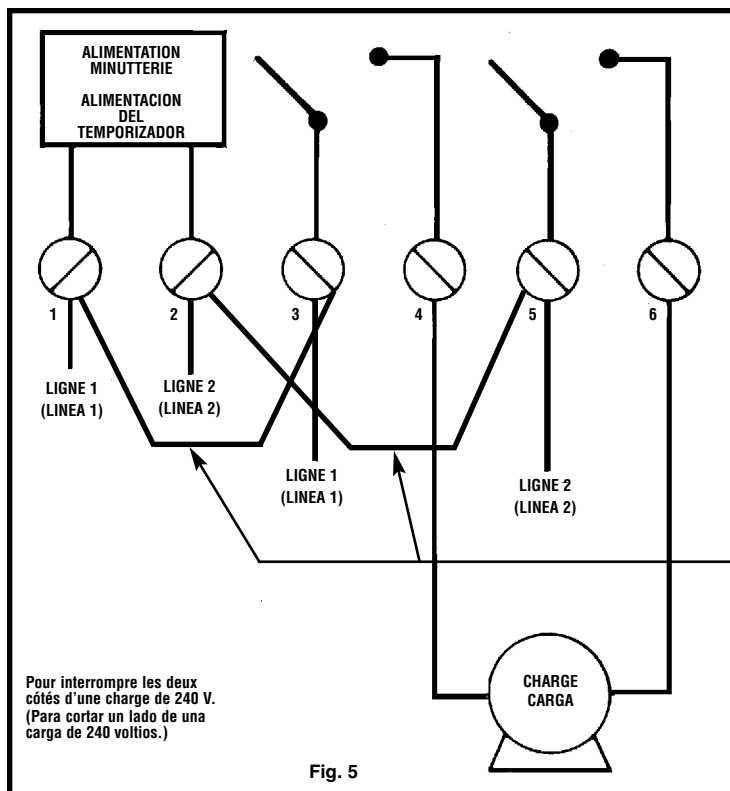 ALIMENTATION
MINUTTERIE
ALIMENTACION
DEL
TEMPORIZADOR
1
2
3
4
5
6
LIGNE 1
(LINEA 1)
LIGNE 2
(LINEA 2)
LIGNE 1
(LINEA 1)
LIGNE 2
(LINEA 2)
Pour interrompre les deux
côtés d'une charge de 240 V.
(Para cortar un lado de una
carga de 240 voltios.)
CHARGE
CARGA
Fig. 5